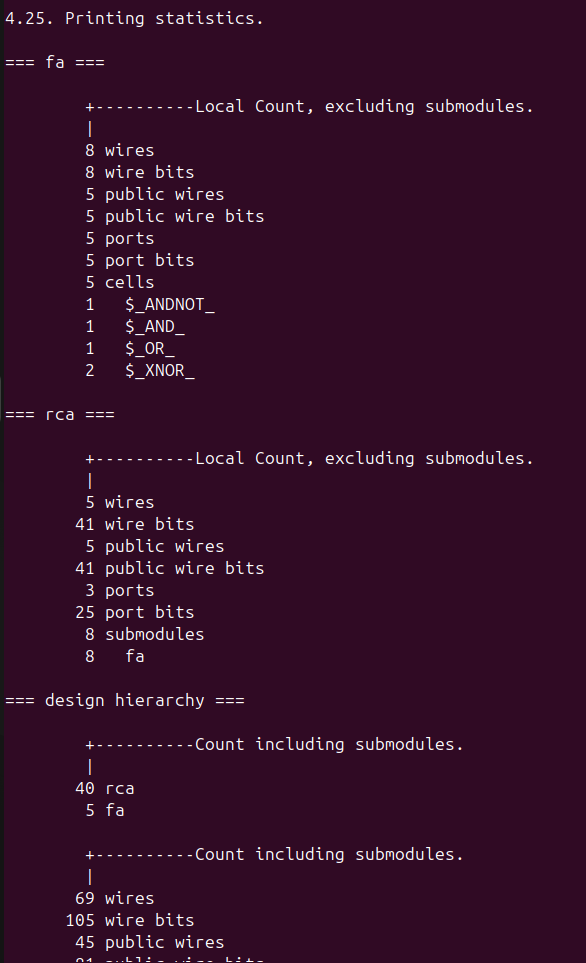 4.25. Printing statistics.
=== fa ===
+----------Local Count, excluding submodules.
|
8 wires
8 wire bits
5 public wires
5 public wire bits
5 ports
5 port bits
5 cells
1 $_ANDNOT_
1 $_AND_
1 $_OR_
2 $_XNOR_
=== rca ===
+----------Local Count, excluding submodules.
|
5 wires
41 wire bits
5 public wires
41 public wire bits
3 ports
25 port bits
8 submodules
8 fa
=== design hierarchy ===
+----------Count including submodules.
|
40 rca
5 fa
+----------Count including submodules.
|
69 wires
105 wire bits
45 public wires
81 public wire bits